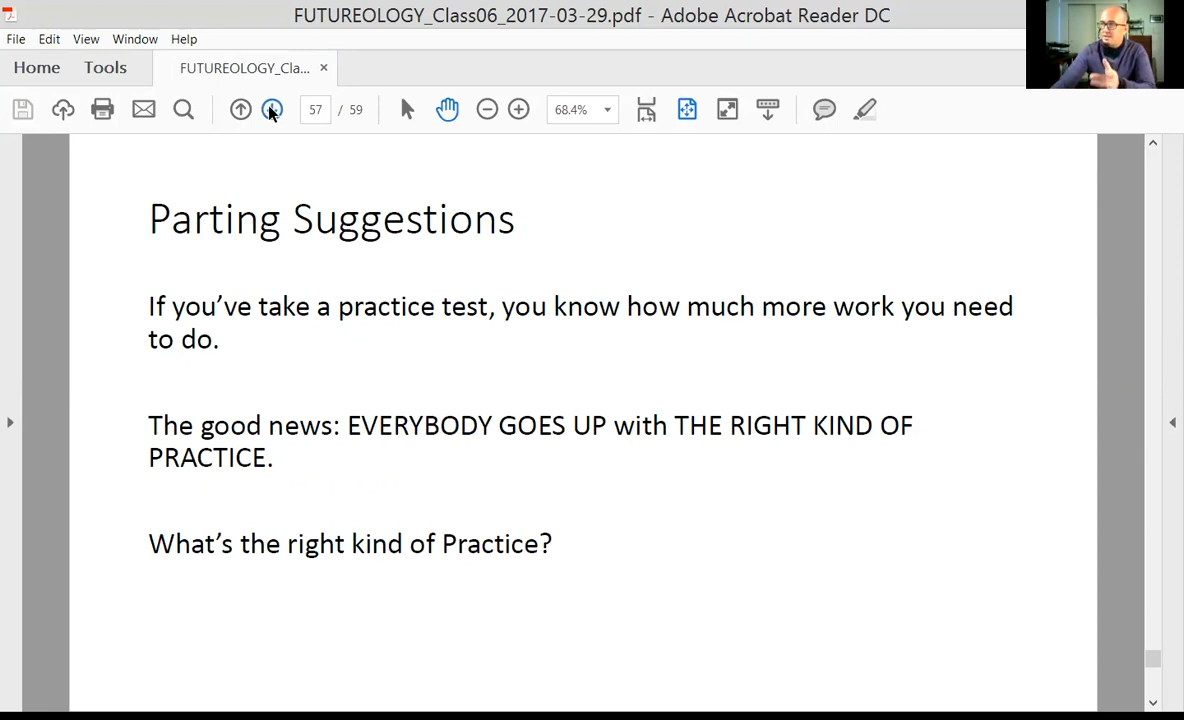 FUTUREOLOGY_Class06_2017-03-29.pdf - Adobe Acrobat Reader DC
File Edit View Window Help
Home Tools FUTUREOLOGY_Cla... ×
57 / 59 68.4%
Parting Suggestions
If you've take a practice test, you know how much more work you need
to do.
The good news: EVERYBODY GOES UP with THE RIGHT KIND OF
PRACTICE.
What's the right kind of Practice?